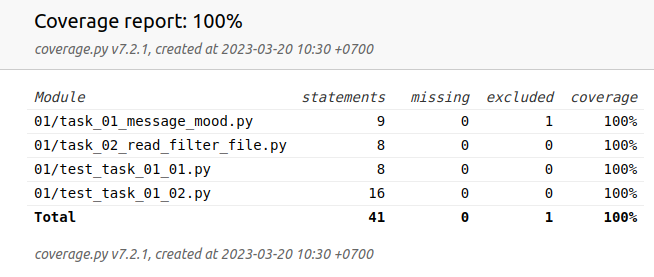 Coverage report: 100%
coverage.py v7.2.1, created at 2023-03-20 10:30 +0700
Module statements missing excluded coverage
01/task_01_message_mood.py 9 0 1 100%
01/task_02_read_filter_file.py 8 0 0 100%
01/test_task_01_01.py 8 0 0 100%
01/test_task_01_02.py 16 0 0 100%
Total 41 0 1 100%
coverage.py v7.2.1, created at 2023-03-20 10:30 +0700